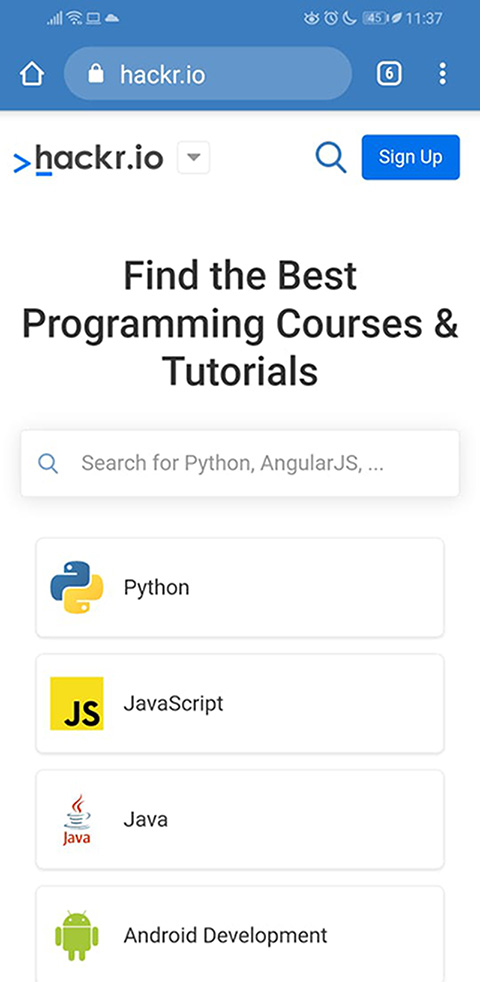 45 11:37
hackr.io 6
>hackr.io Sign Up
Find the Best
Programming Courses &
Tutorials
Search for Python, AngularJS, ...
Python
JS JavaScript
Java Java
Android Development